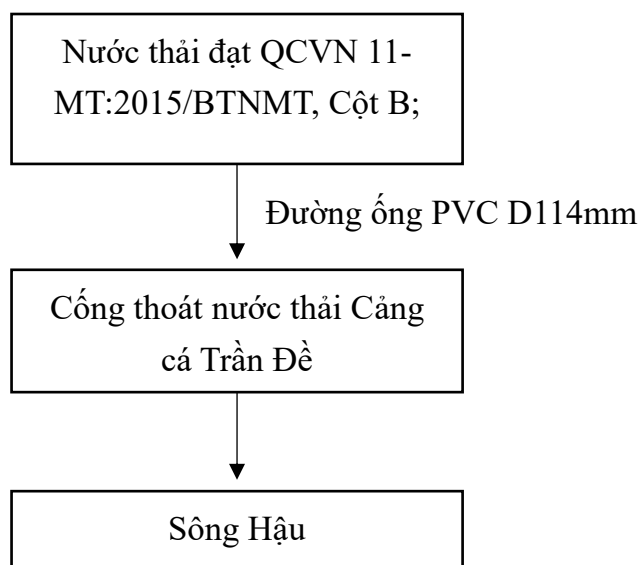 Nước thải đạt QCVN 11-
MT:2015/BTNMT, Cột B;
Đường ống PVC D114mm
Cống thoát nước thải Cảng
cá Trần Đề
Sông Hậu